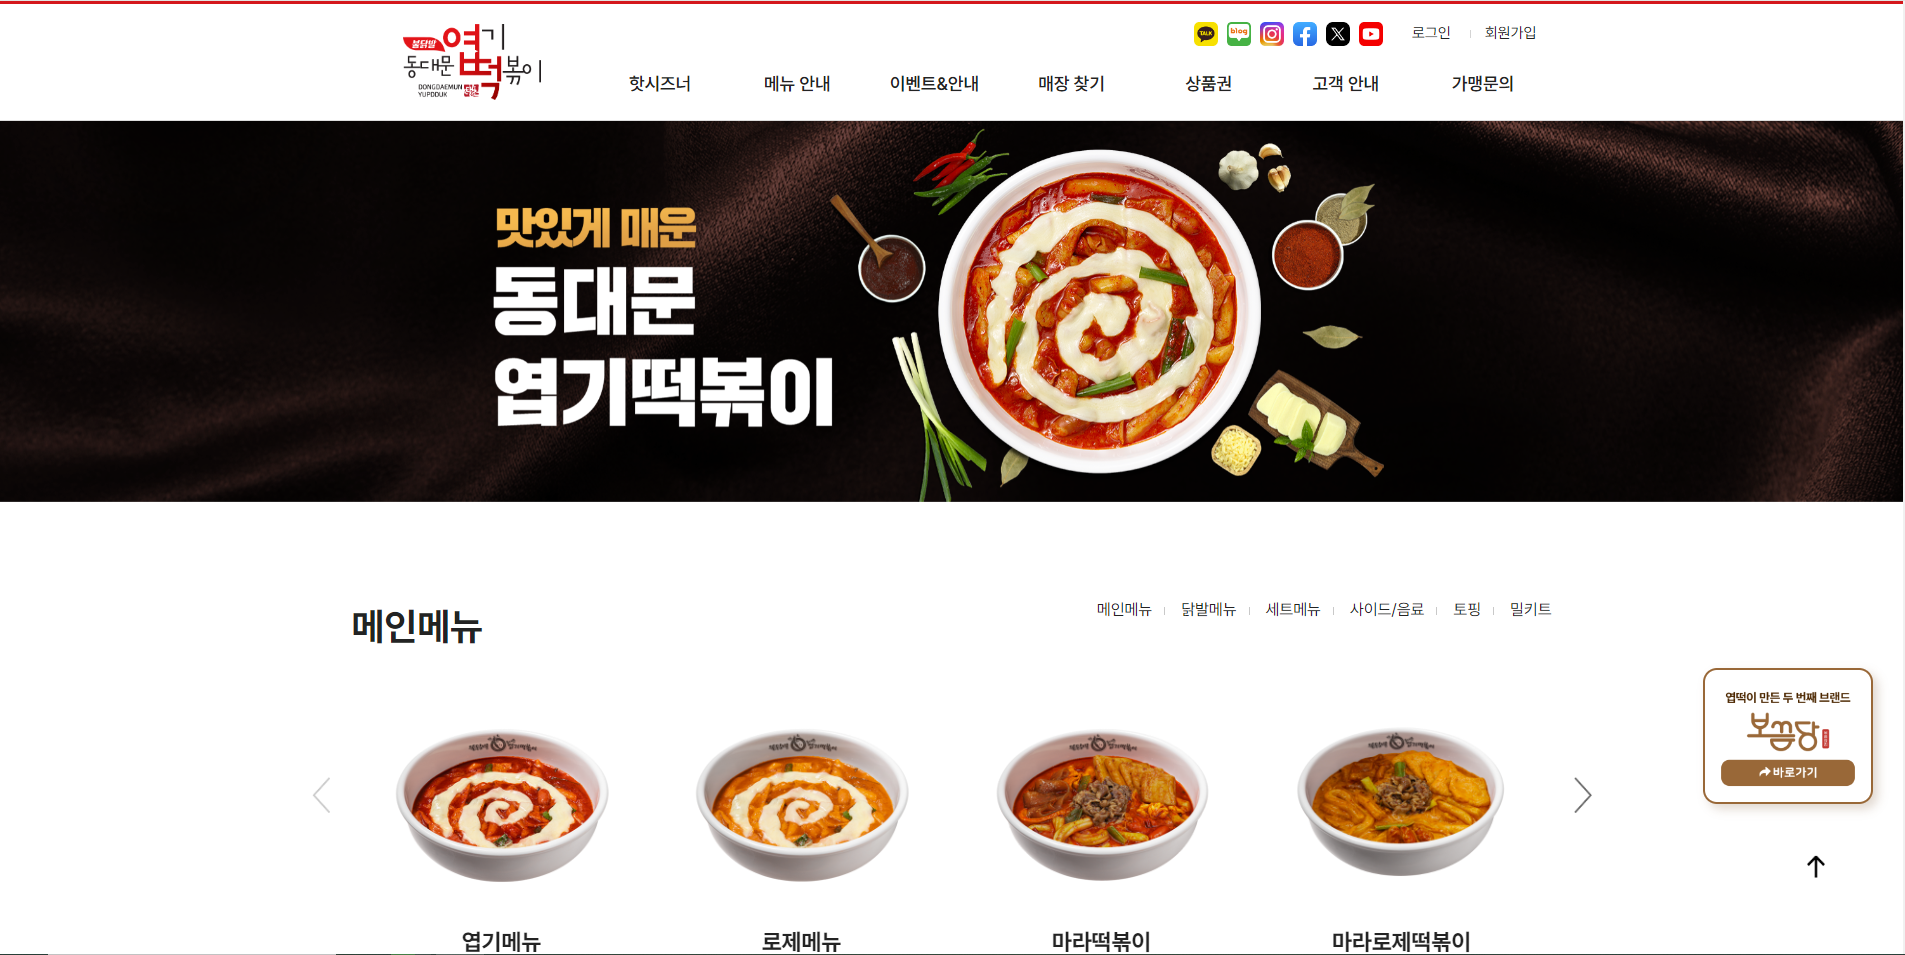 불닭발
엽기
동대문 떡볶이
DONGDAEMUN
YUPDDUK
TALK
blog
로그인
회원가입
핫시즈너
메뉴 안내
이벤트&안내
매장 찾기
상품권
고객 안내
가맹문의
맛있게 매운
동대문
엽기떡볶이
메인메뉴
메인메뉴
닭발메뉴
세트메뉴
사이드/음료
토핑
밀키트
엽떡이 만든 두 번째 브랜드
보쯤당
바로가기
엽기메뉴
로제메뉴
마라떡볶이
마라로제떡볶이